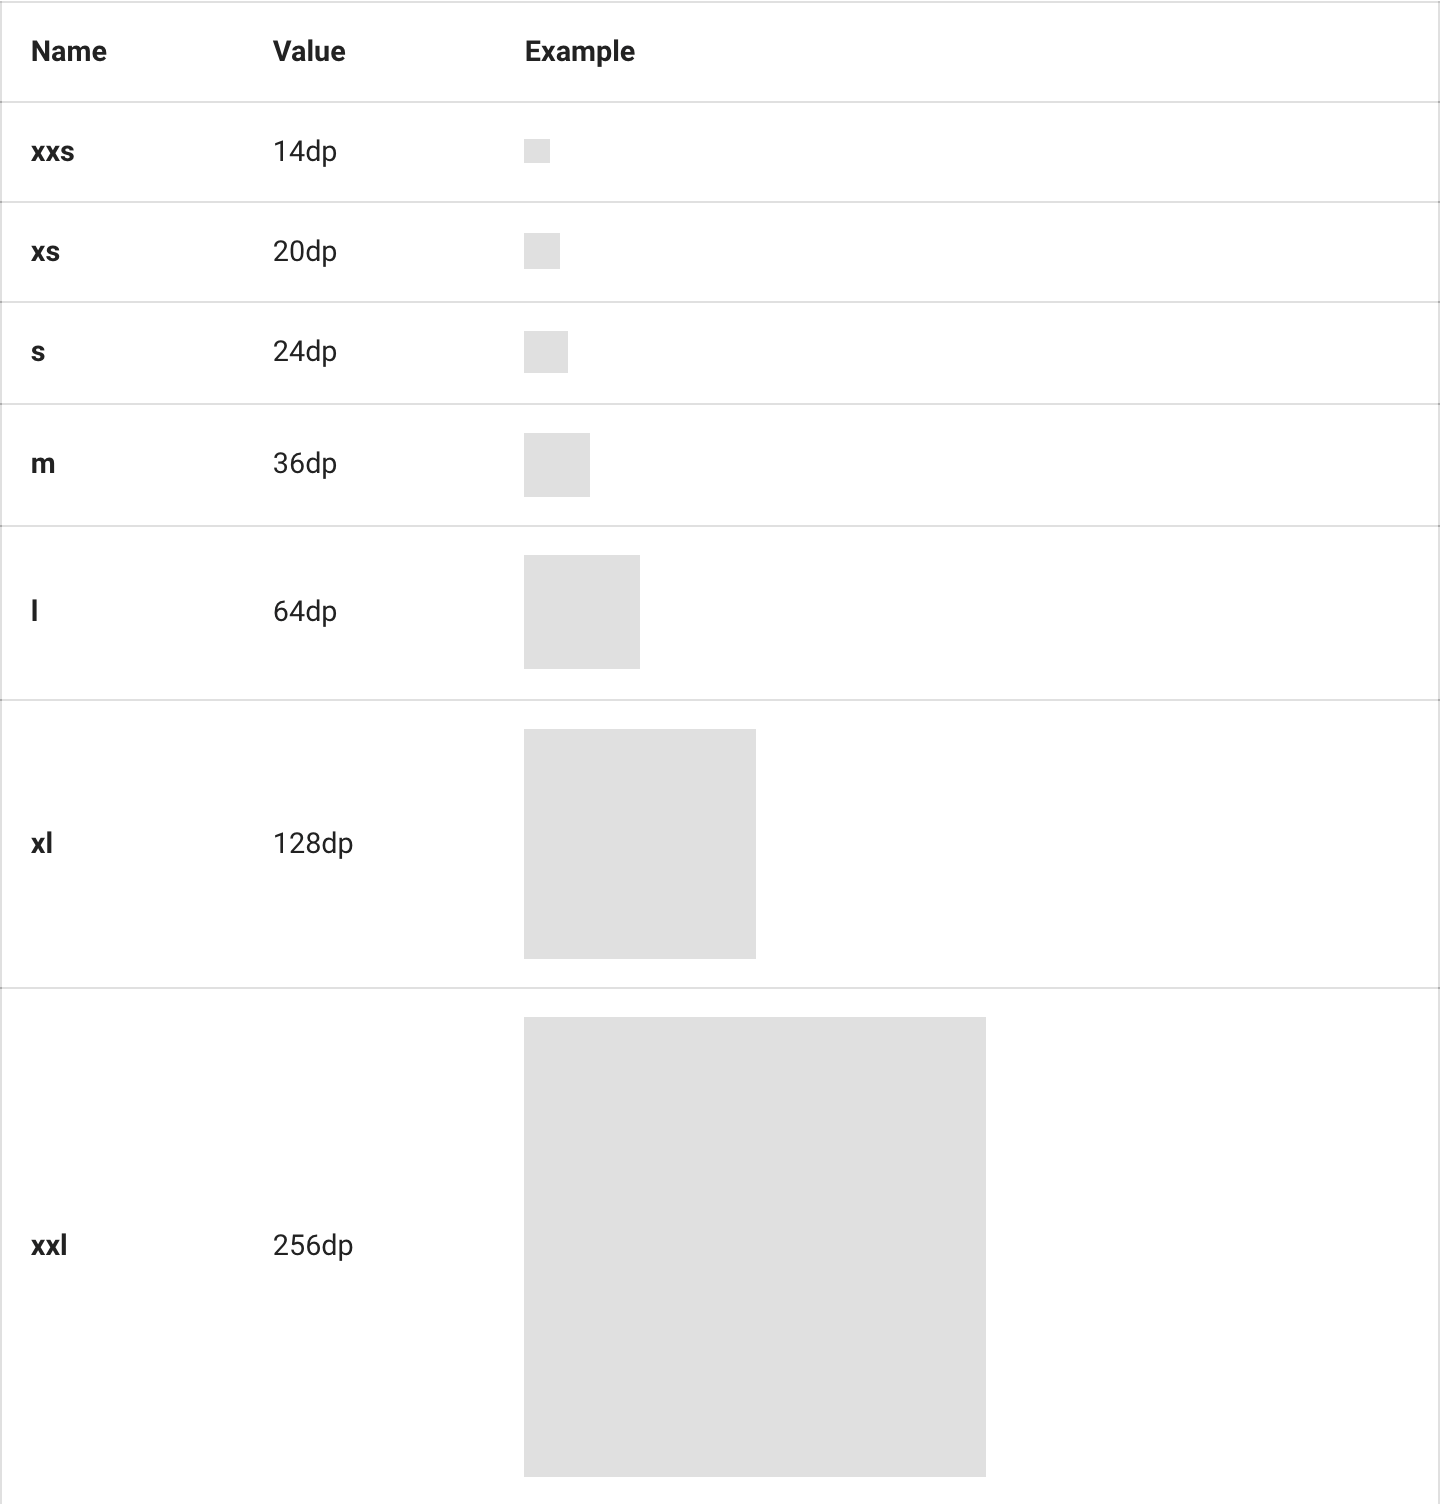 Name Value Example
xxs 14dp
xs 20dp
s 24dp
m 36dp
l 64dp
xl 128dp
xxl 256dp